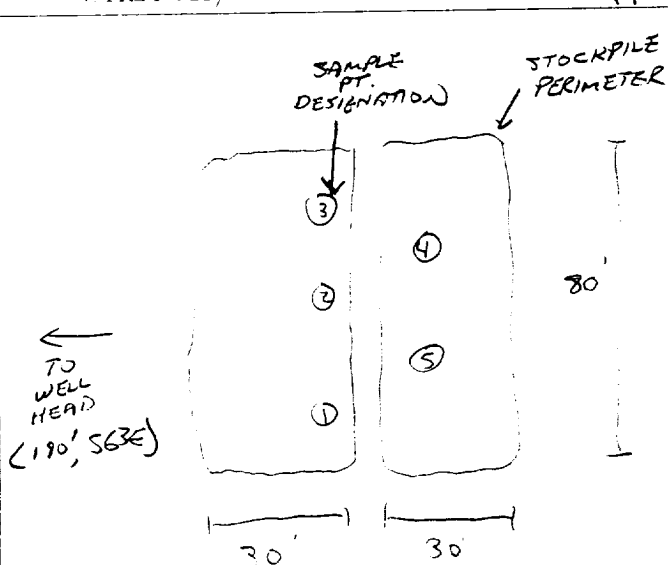 SAMPLE
PT.
DESIGNATION
STOCKPILE
PERIMETER
3
4
2
80'
5
1
TO
WELL
HEAD
(190', S63E)
30'
30'